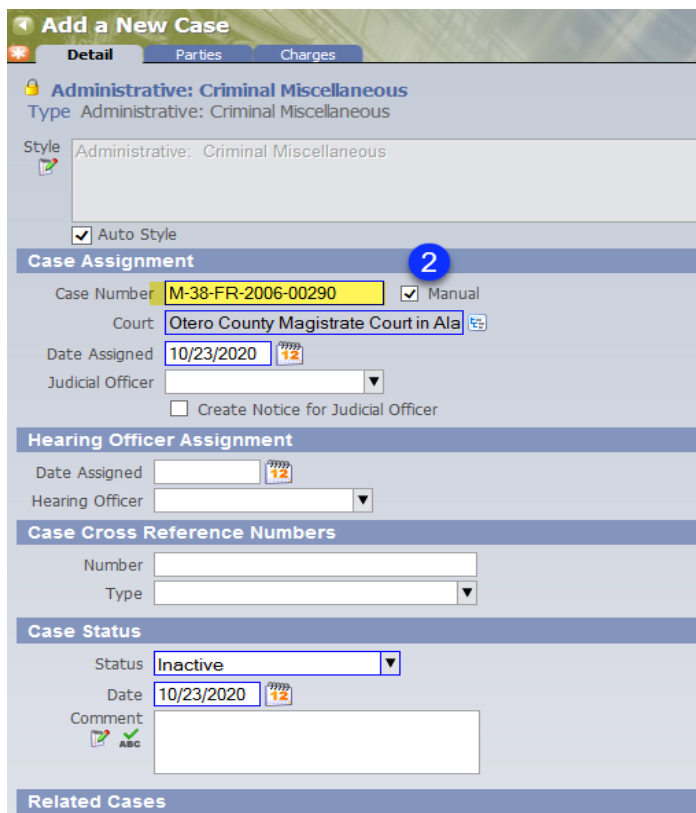 Add a New Case
Detail Parties Charges
Administrative: Criminal Miscellaneous
Type Administrative: Criminal Miscellaneous
Style
Administrative: Criminal Miscellaneous
Auto Style
Case Assignment
2
Case Number M-38-FR-2006-00290 Manual
Court Otero County Magistrate Court in Ala
Date Assigned 10/23/2020 12
Judicial Officer
Create Notice for Judicial Officer
Hearing Officer Assignment
Date Assigned 12
Hearing Officer
Case Cross Reference Numbers
Number
Type
Case Status
Status Inactive
Date 10/23/2020 12
Comment
ABC
Related Cases